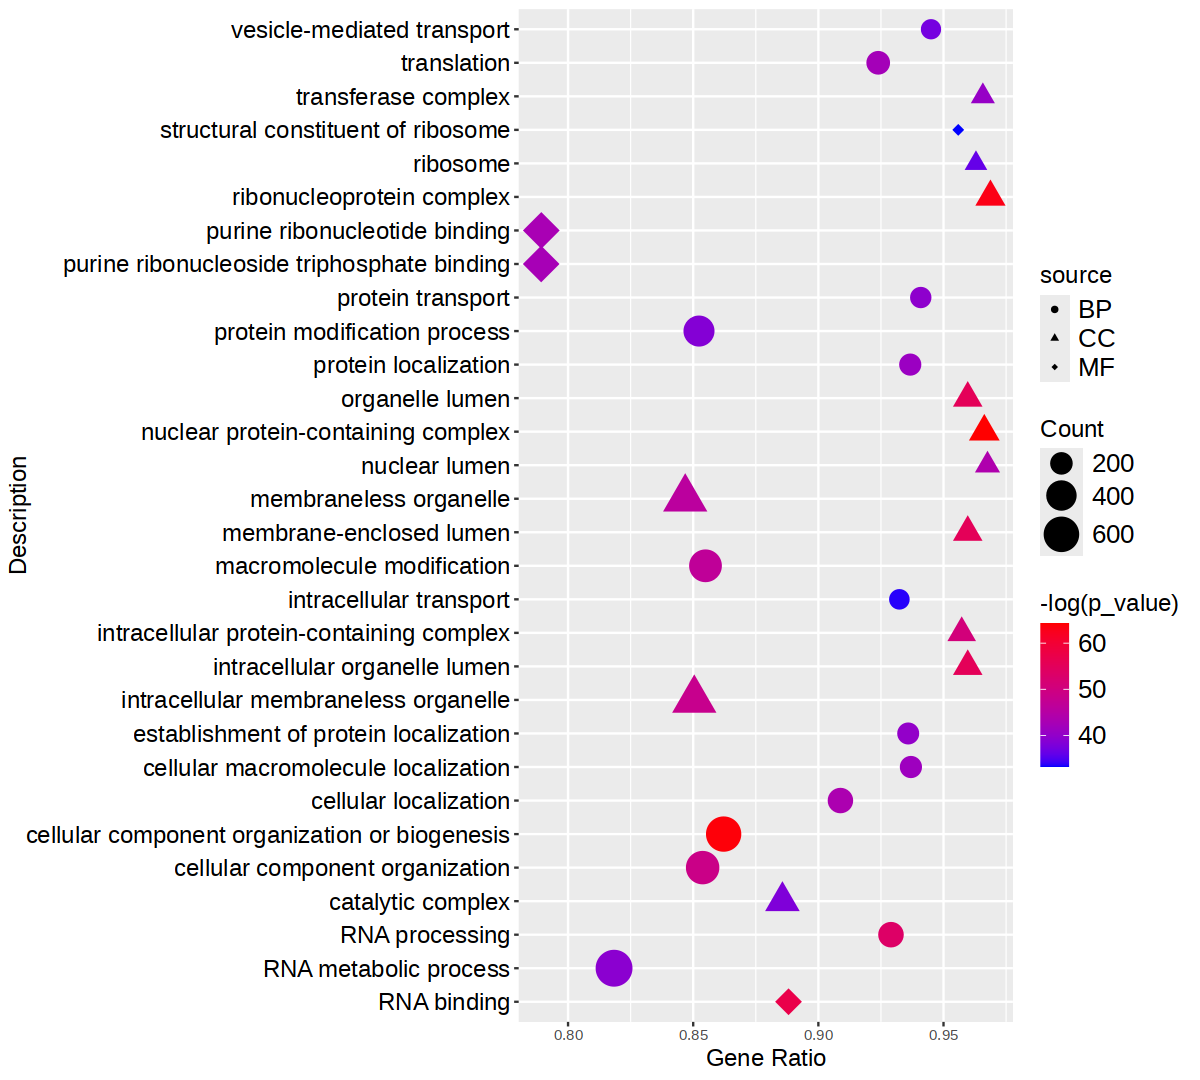 vesicle-mediated transport
translation
transferase complex
structural constituent of ribosome
ribosome
ribonucleoprotein complex
purine ribonucleotide binding
purine ribonucleoside triphosphate binding
protein transport
protein modification process
protein localization
organelle lumen
nuclear protein-containing complex
nuclear lumen
membraneless organelle
membrane-enclosed lumen
macromolecule modification
intracellular transport
intracellular protein-containing complex
intracellular organelle lumen
intracellular membraneless organelle
establishment of protein localization
cellular macromolecule localization
cellular localization
cellular component organization or biogenesis
cellular component organization
catalytic complex
RNA processing
RNA metabolic process
RNA binding
Description
0.80 0.85 0.90 0.95
Gene Ratio
source
BP
CC
MF
Count
200
400
600
-log(p_value)
60
50
40